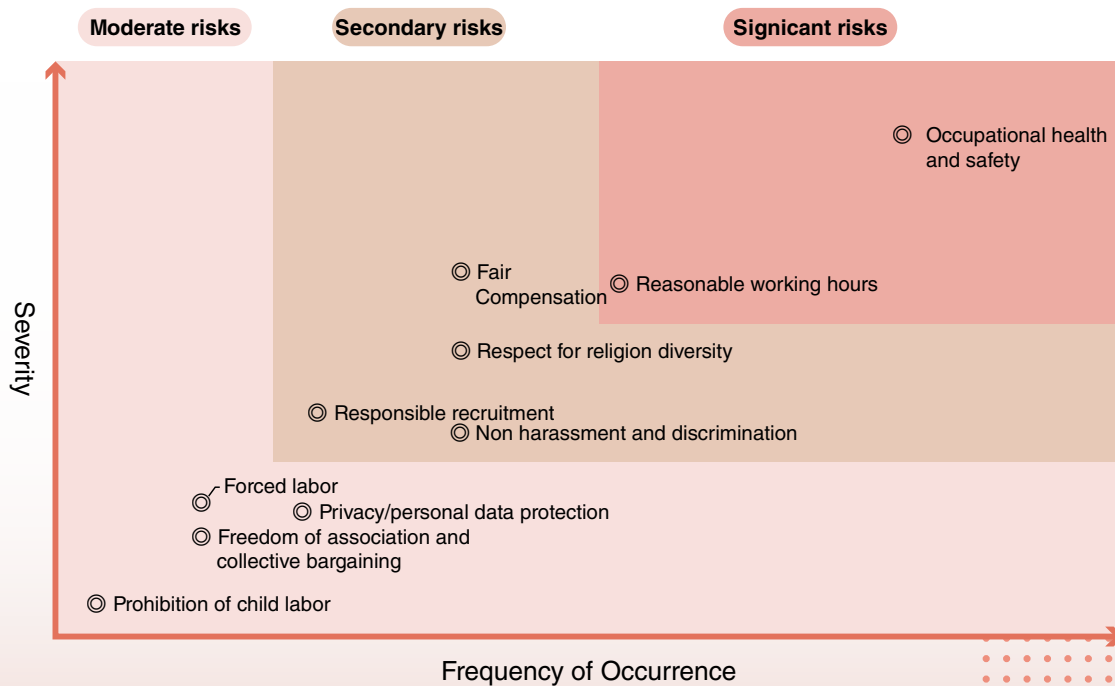 Moderate risks
Secondary risks
Signicant risks
Occupational health
and safety
Fair
Compensation
Reasonable working hours
Respect for religion diversity
Responsible recruitment
Non harassment and discrimination
Forced labor
Privacy/personal data protection
Freedom of association and
collective bargaining
Prohibition of child labor
Severity
Frequency of Occurrence